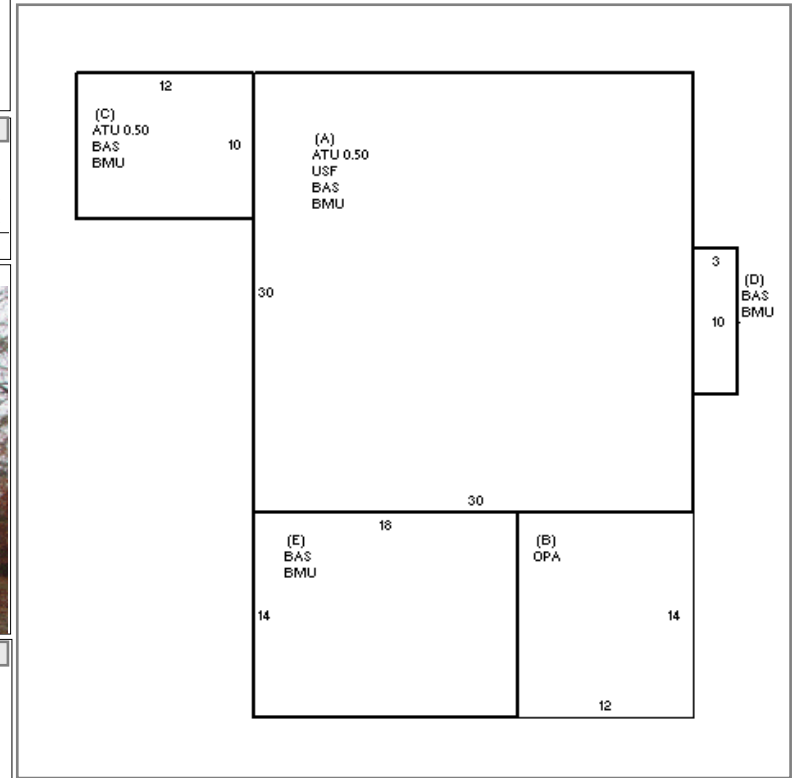 12
(C)
ATU 0.50
BAS
BMU
10
(A)
ATU 0.50
USF
BAS
BMU
30
3
(D)
BAS
BMU
10
30
18
(E)
BAS
BMU
14
(B)
OPA
14
12